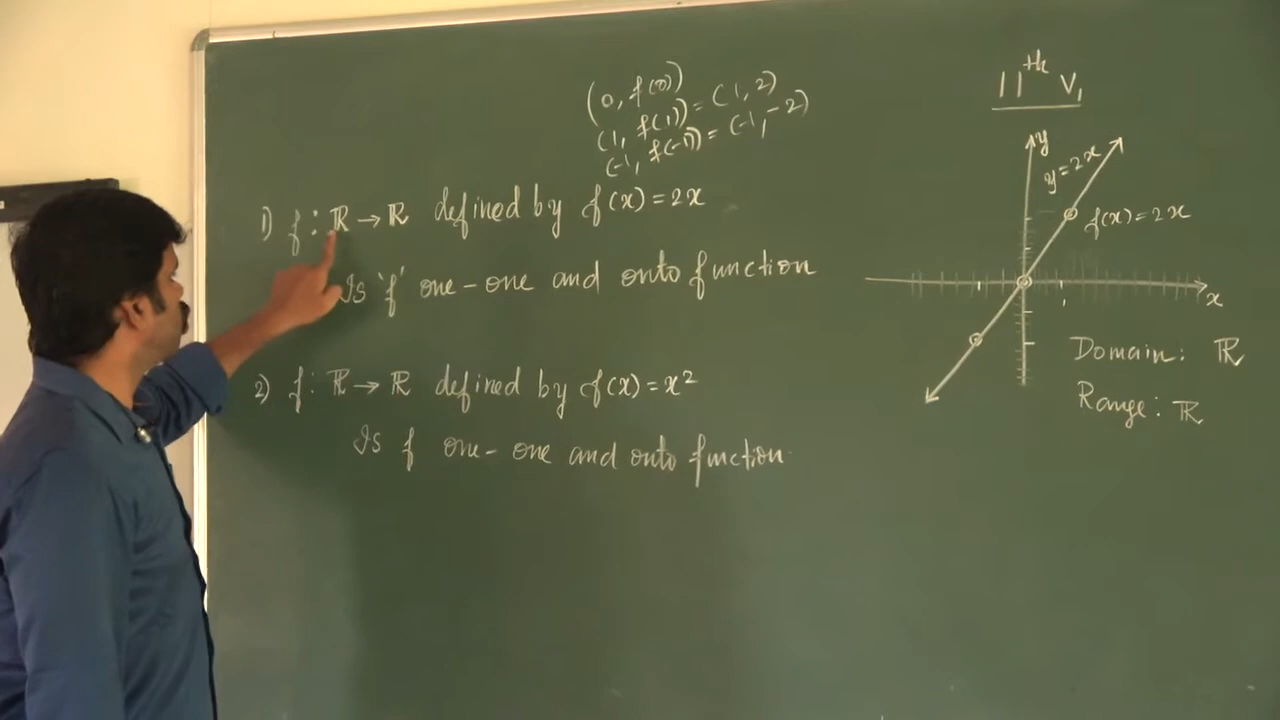 (0, f(0))
(1, f(1)) = (1, 2)
(-1, f(-1)) = (-1, -2)
11th V1
1) f : ℝ → ℝ defined by f(x) = 2x
Is 'f' one-one and onto function
2) f : ℝ → ℝ defined by f(x) = x²
Is f one-one and onto function.
y
y = 2x
f(x) = 2x
x
Domain: ℝ
Range: ℝ